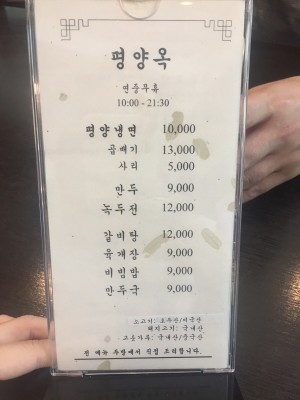 평양옥
연중무휴
10:00 - 21:30
평양냉면 10,000
곱빼기 13,000
사리 5,000
만두 9,000
녹두전 12,000
갈비탕 12,000
육개장 9,000
비빔밥 9,000
만두국 9,000
쇠고기: 호주산/미국산
돼지고기: 국내산
고춧가루: 국내산/중국산
전 메뉴 주방에서 직접 조리합니다.